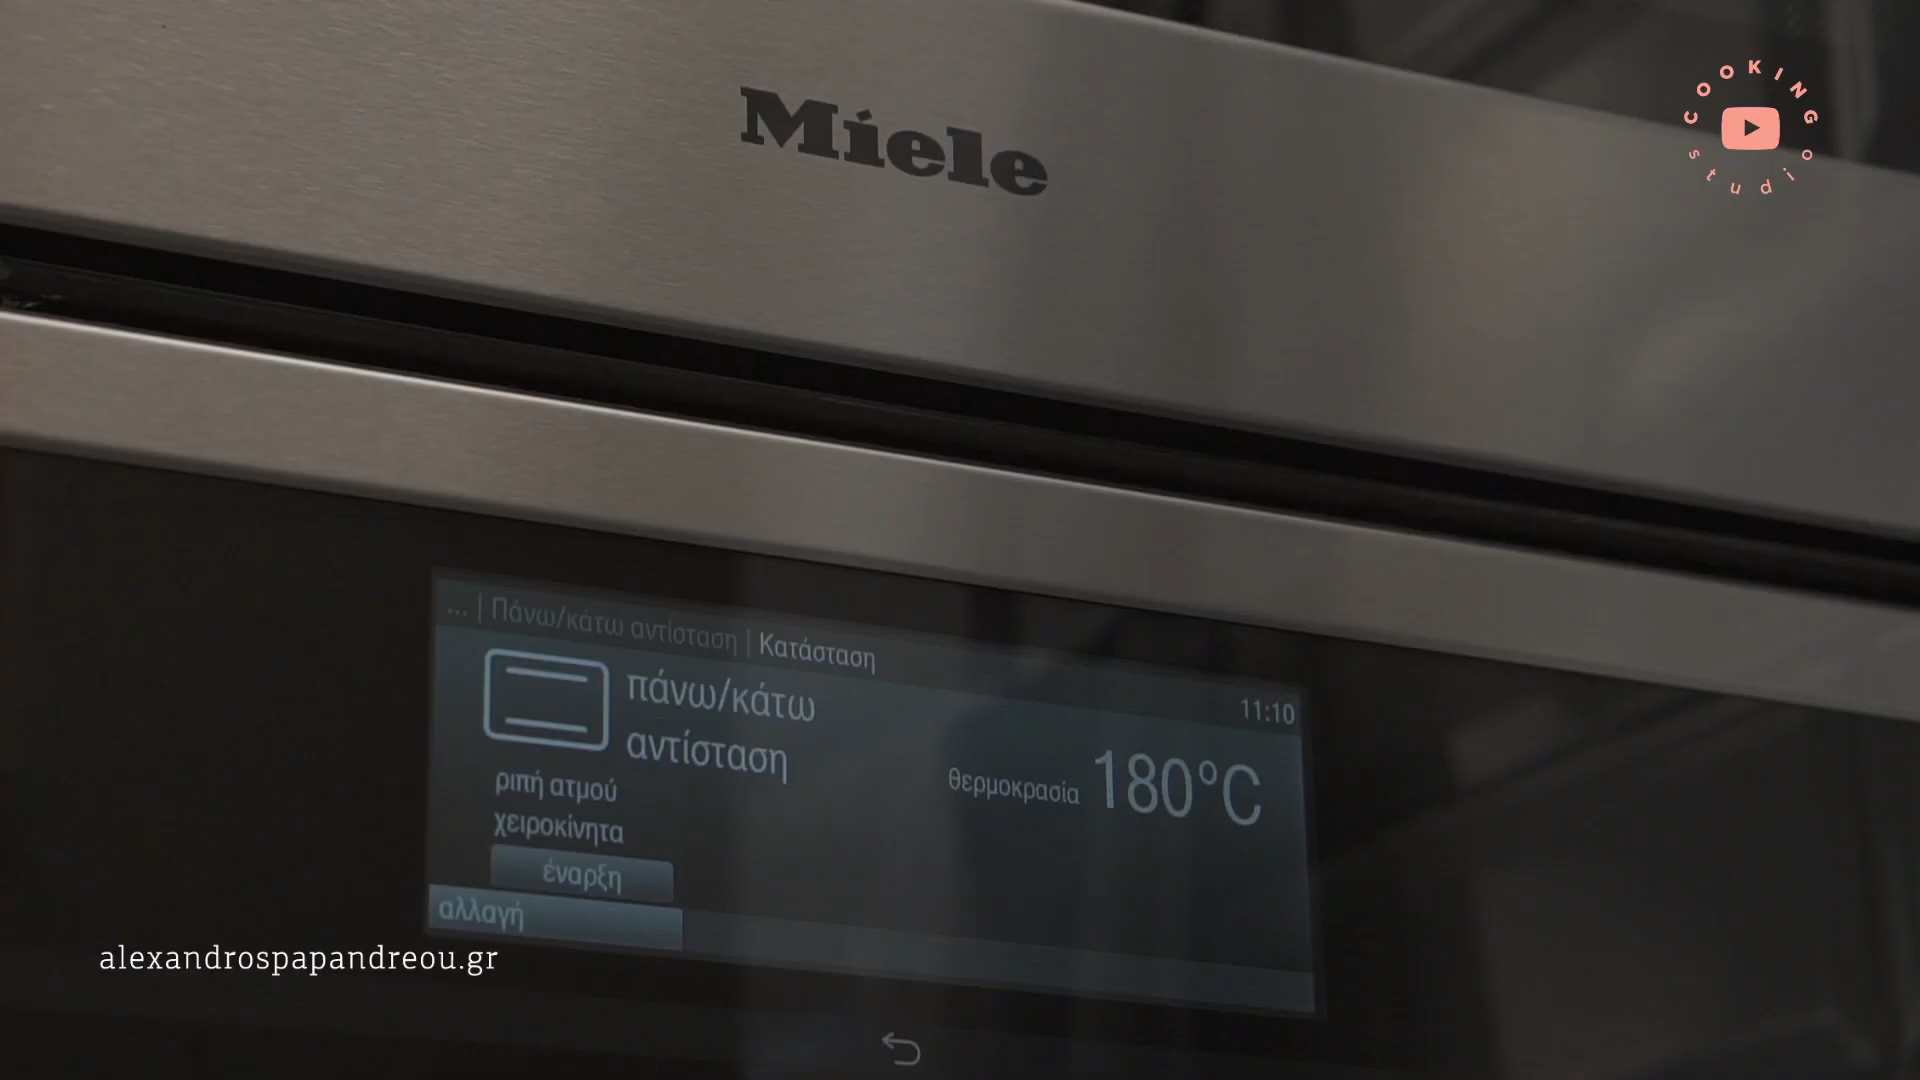 Miele
COOKING
studio
... | Πάνω/κάτω αντίσταση | Κατάσταση
11:10
πάνω/κάτω
αντίσταση
θερμοκρασία 180°C
ριπή ατμού
χειροκίνητα
έναρξη
αλλαγή
alexandrospapandreou.gr